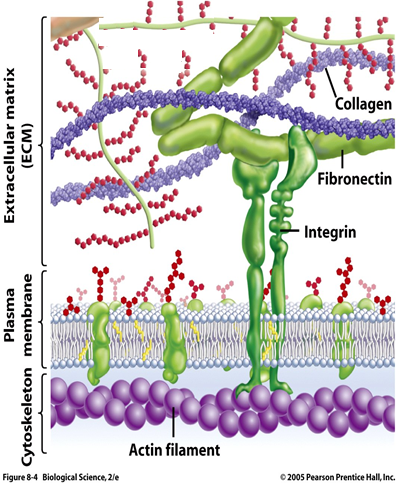 Extracellular matrix
(ECM)
Collagen
Fibronectin
Integrin
Plasma
membrane
Cytoskeleton
Actin filament
Figure 8-4 Biological Science, 2/e
© 2005 Pearson Prentice Hall, Inc.